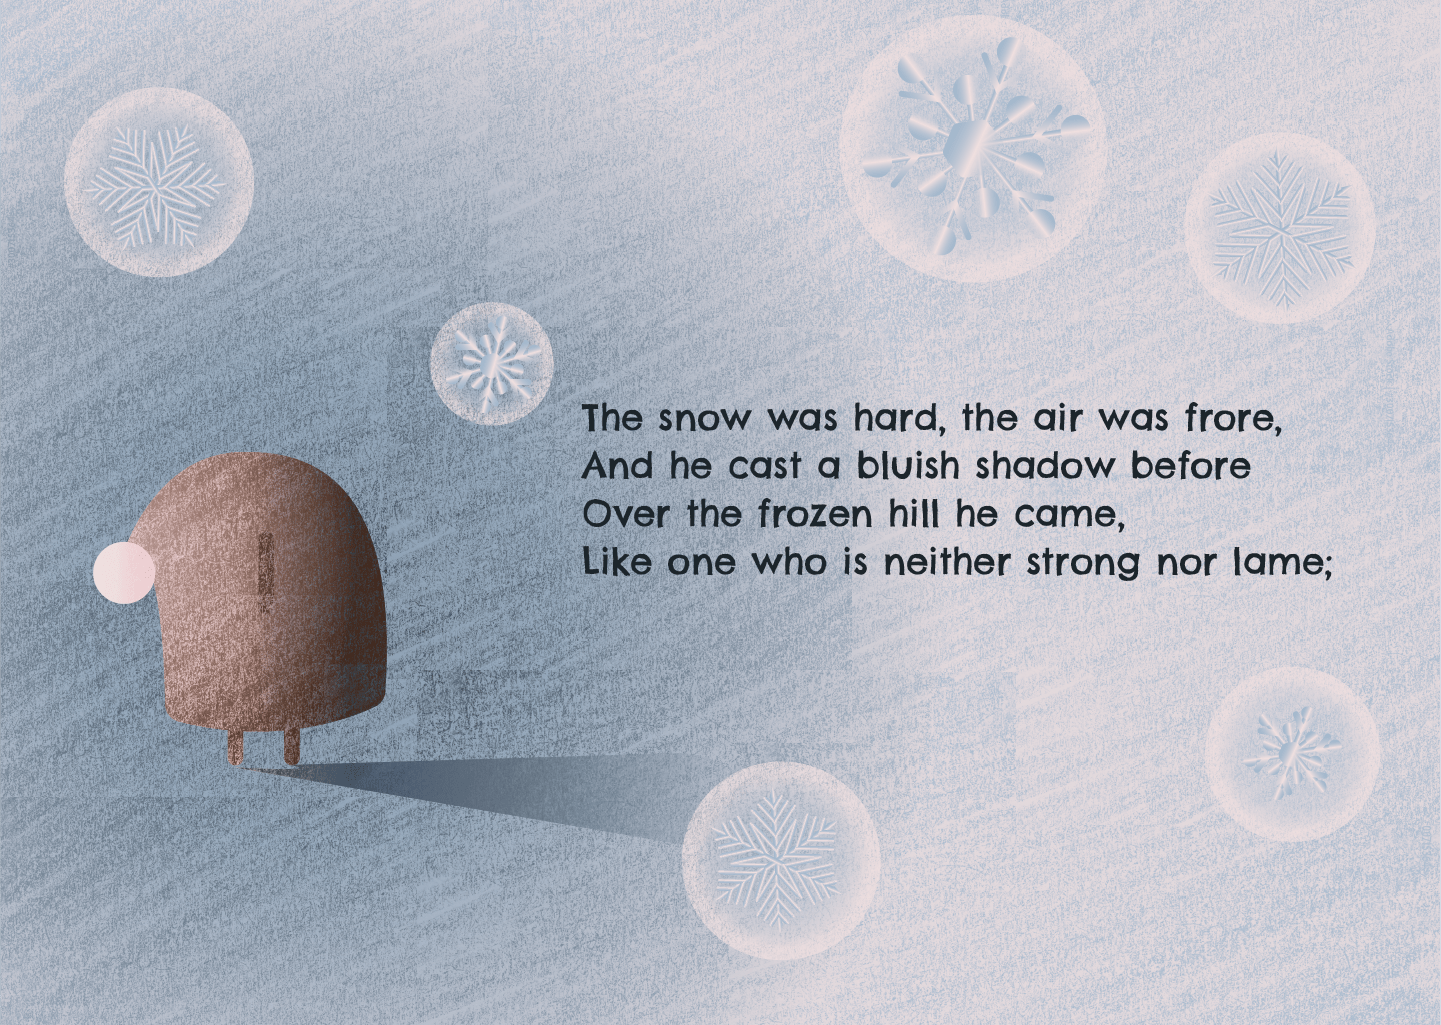 The snow was hard, the air was frore,
And he cast a bluish shadow before
Over the frozen hill he came,
Like one who is neither strong nor lame;